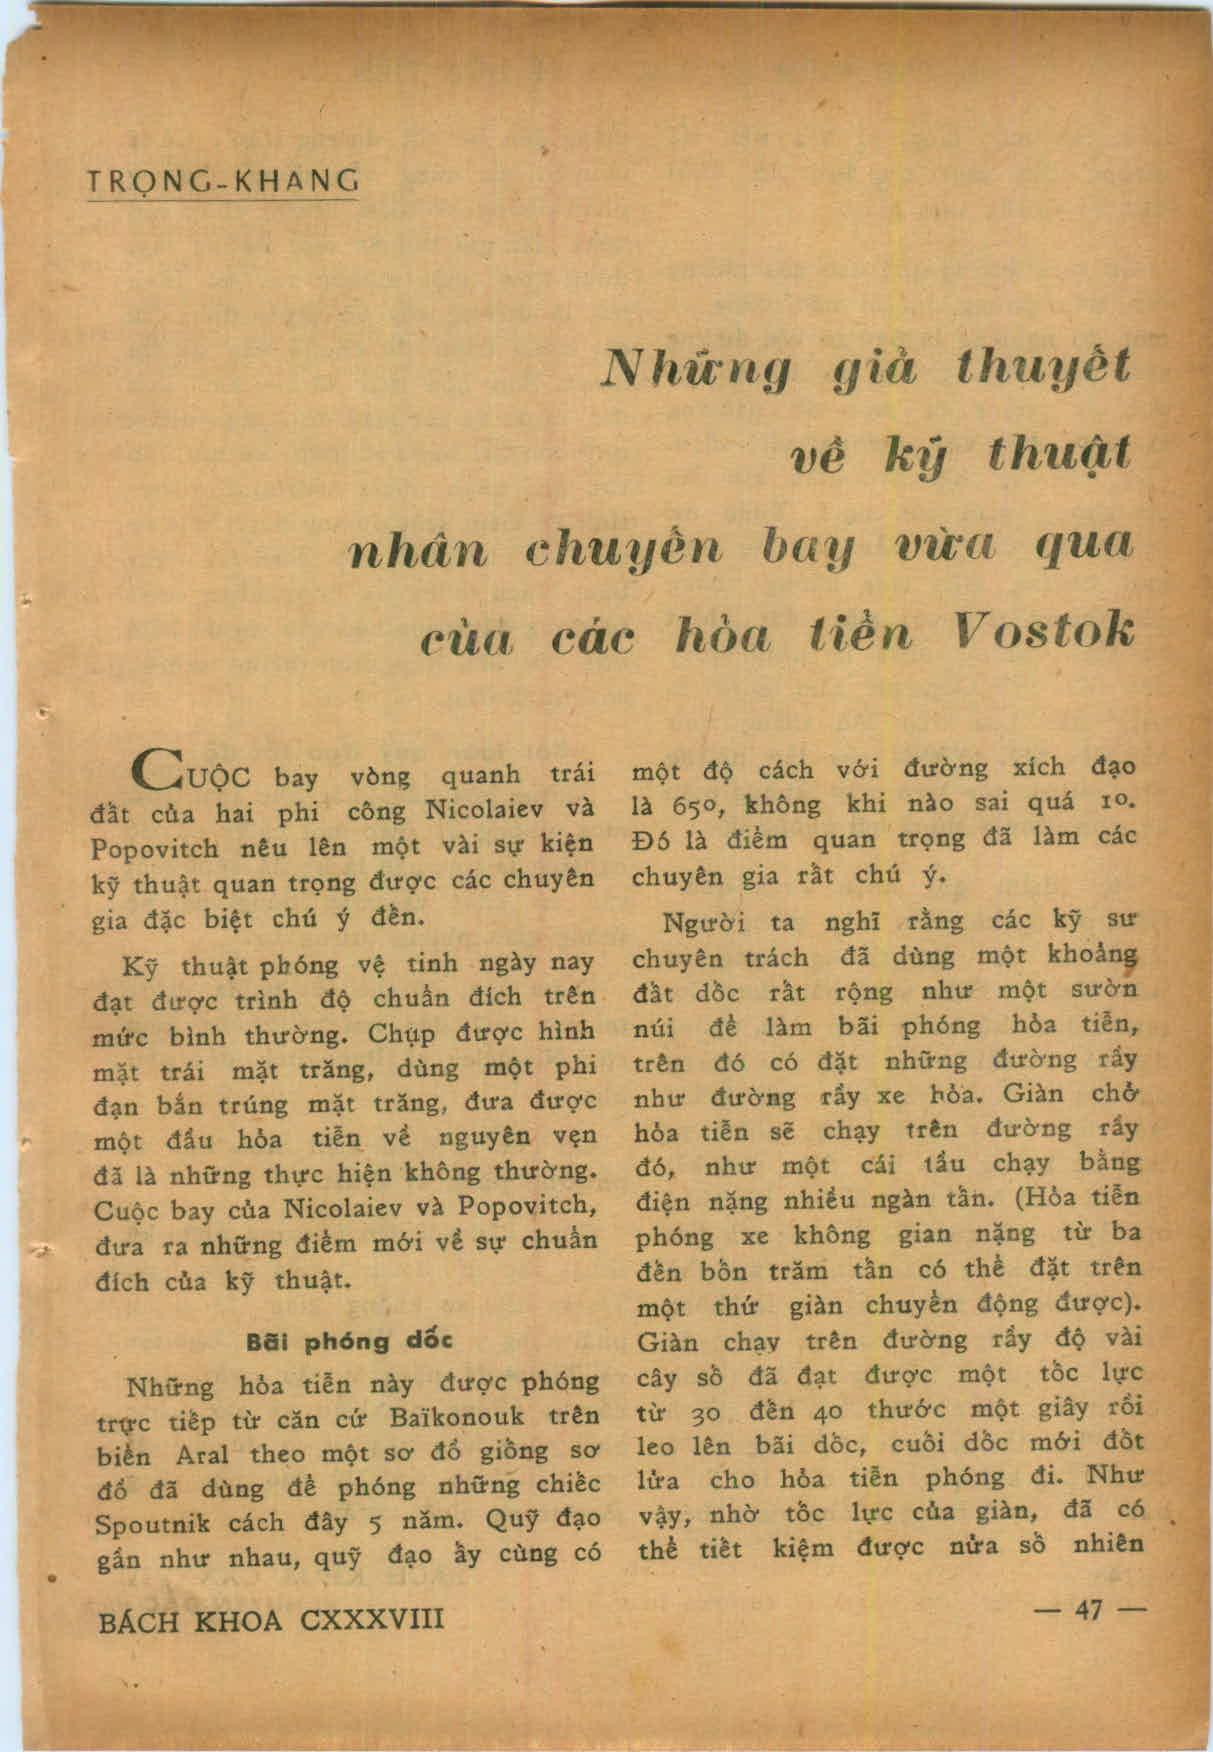 TRỌNG-KHANG
Những giả thuyết
về kỹ thuật
nhân chuyến bay vừa qua
của các hỏa tiễn Vostok
CUỘC bay vòng quanh trái
đất của hai phi công Nicolaiev và
Popovitch nêu lên một vài sự kiện
kỹ thuật quan trọng được các chuyên
gia đặc biệt chú ý đến.
Kỹ thuật phóng vệ tinh ngày nay
đạt được trình độ chuẩn đích trên
mức bình thường. Chụp được hình
mặt trái mặt trăng, dùng một phi
đạn bắn trúng mặt trăng, đưa được
một đầu hỏa tiễn về nguyên vẹn
đã là những thực hiện không thường.
Cuộc bay của Nicolaiev và Popovitch,
đưa ra những điểm mới về sự chuẩn
đích của kỹ thuật.
Bãi phóng dốc
Những hỏa tiễn này được phóng
trực tiếp từ căn cứ Baïkonouk trên
biển Aral theo một sơ đồ giống sơ
đồ đã dùng để phóng những chiếc
Spoutnik cách đây 5 năm. Quỹ đạo
gần như nhau, quỹ đạo ấy cùng có
một độ cách với đường xích đạo
là 65o, không khi nào sai quá 1o.
Đó là điểm quan trọng đã làm các
chuyên gia rất chú ý.
Người ta nghĩ rằng các kỹ sư
chuyên trách đã dùng một khoảng
đất dốc rất rộng như một sườn
núi để làm bãi phóng hỏa tiễn,
trên đó có đặt những đường rầy
như đường rầy xe hỏa. Giàn chở
hỏa tiễn sẽ chạy trên đường rầy
đó, như một cái tầu chạy bằng
điện nặng nhiều ngàn tấn. (Hỏa tiễn
phóng xe không gian nặng từ ba
đến bốn trăm tấn có thể đặt trên
một thứ giàn chuyển động được).
Giàn chạy trên đường rầy độ vài
cây số đã đạt được một tốc lực
từ 30 đến 40 thước một giây rồi
leo lên bãi dốc, cuối dốc mới đốt
lửa cho hỏa tiễn phóng đi. Như
vậy, nhờ tốc lực của giàn, đã có
thể tiết kiệm được nửa số nhiên
BÁCH KHOA CXXXVIII
— 47 —